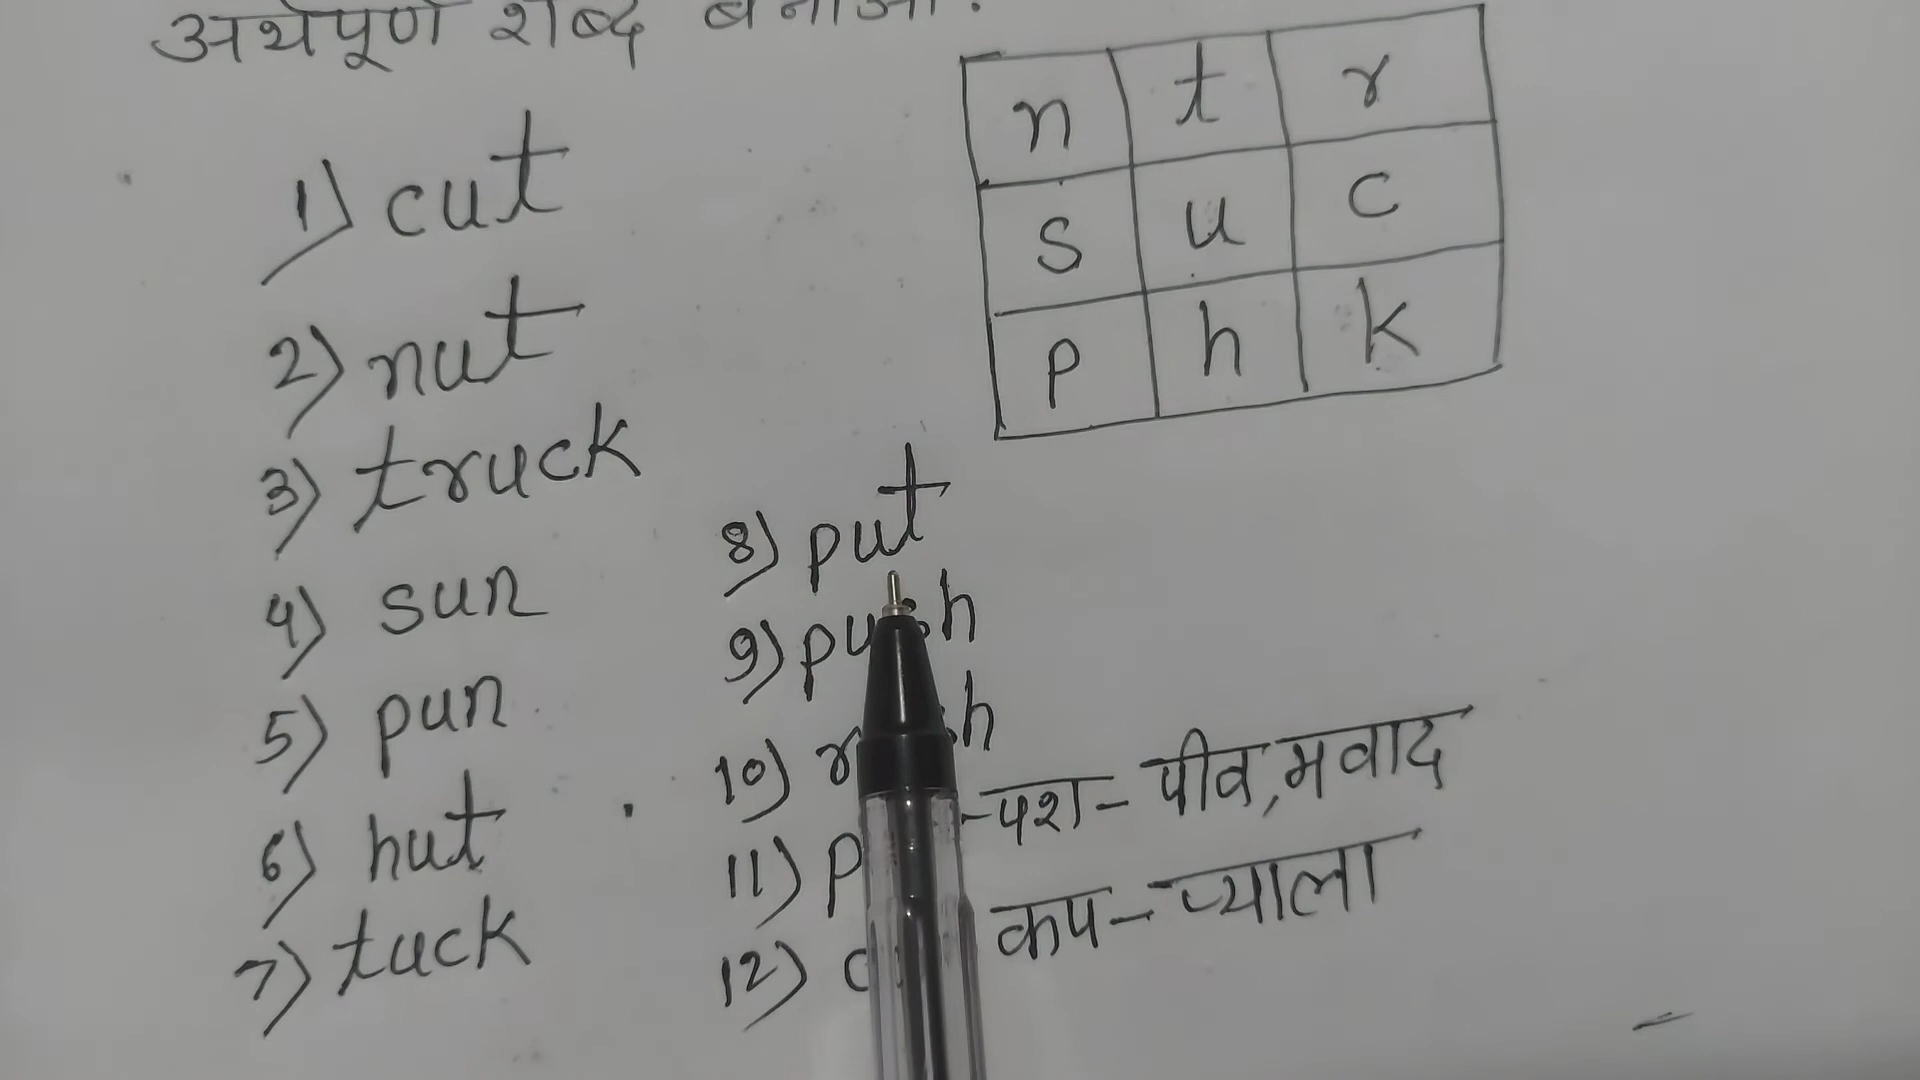 अर्थपूर्ण शब्द बनाओ.
n t r
s u c
p h k
1) cut
2) nut
3) truck
4) sun
5) pun
6) hut
7) tuck
8) put
9) push
10)
11) - पश - पीव, मवाद
12) कप - प्याला